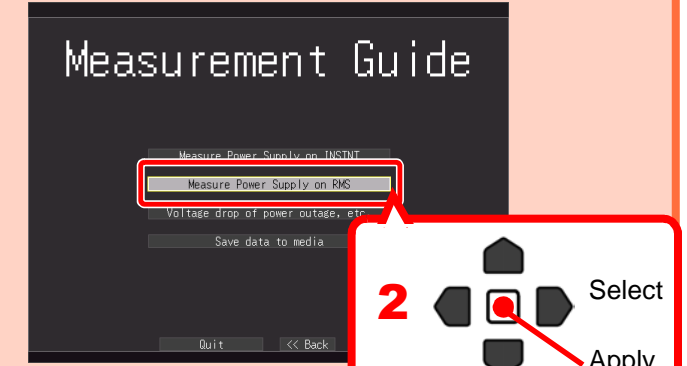 Measurement Guide
Measure Power Supply on INSTNT
Measure Power Supply on RMS
Voltage drop of power outage, etc.
Save data to media
Quit
<< Back
2
Select
Apply